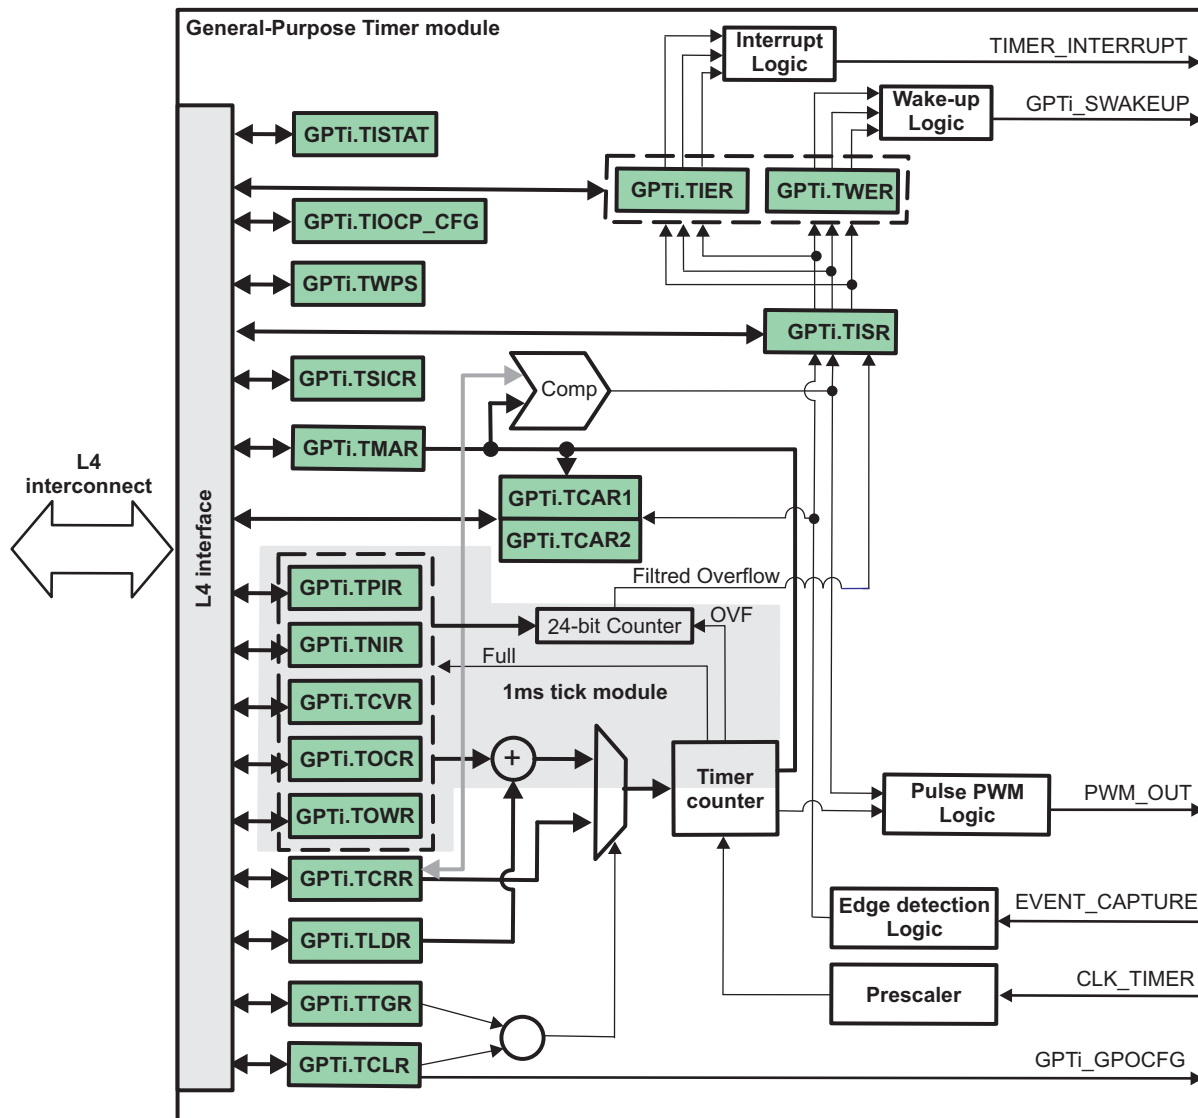 General-Purpose Timer module
Interrupt
Logic
TIMER_INTERRUPT
Wake-up
Logic
GPTi_SWAKEUP
GPTi.TISTAT
GPTi.TIER
GPTi.TWER
GPTi.TIOCP_CFG
GPTi.TWPS
GPTi.TISR
GPTi.TSICR
Comp
GPTi.TMAR
L4
interconnect
L4 interface
GPTi.TCAR1
GPTi.TCAR2
Filtred Overflow
GPTi.TPIR
24-bit Counter
OVF
GPTi.TNIR
Full
1ms tick module
GPTi.TCVR
GPTi.TOCR
+
Timer
counter
Pulse PWM
Logic
PWM_OUT
GPTi.TOWR
GPTi.TCRR
Edge detection
Logic
EVENT_CAPTURE
GPTi.TLDR
Prescaler
CLK_TIMER
GPTi.TTGR
GPTi.TCLR
GPTi_GPOCFG